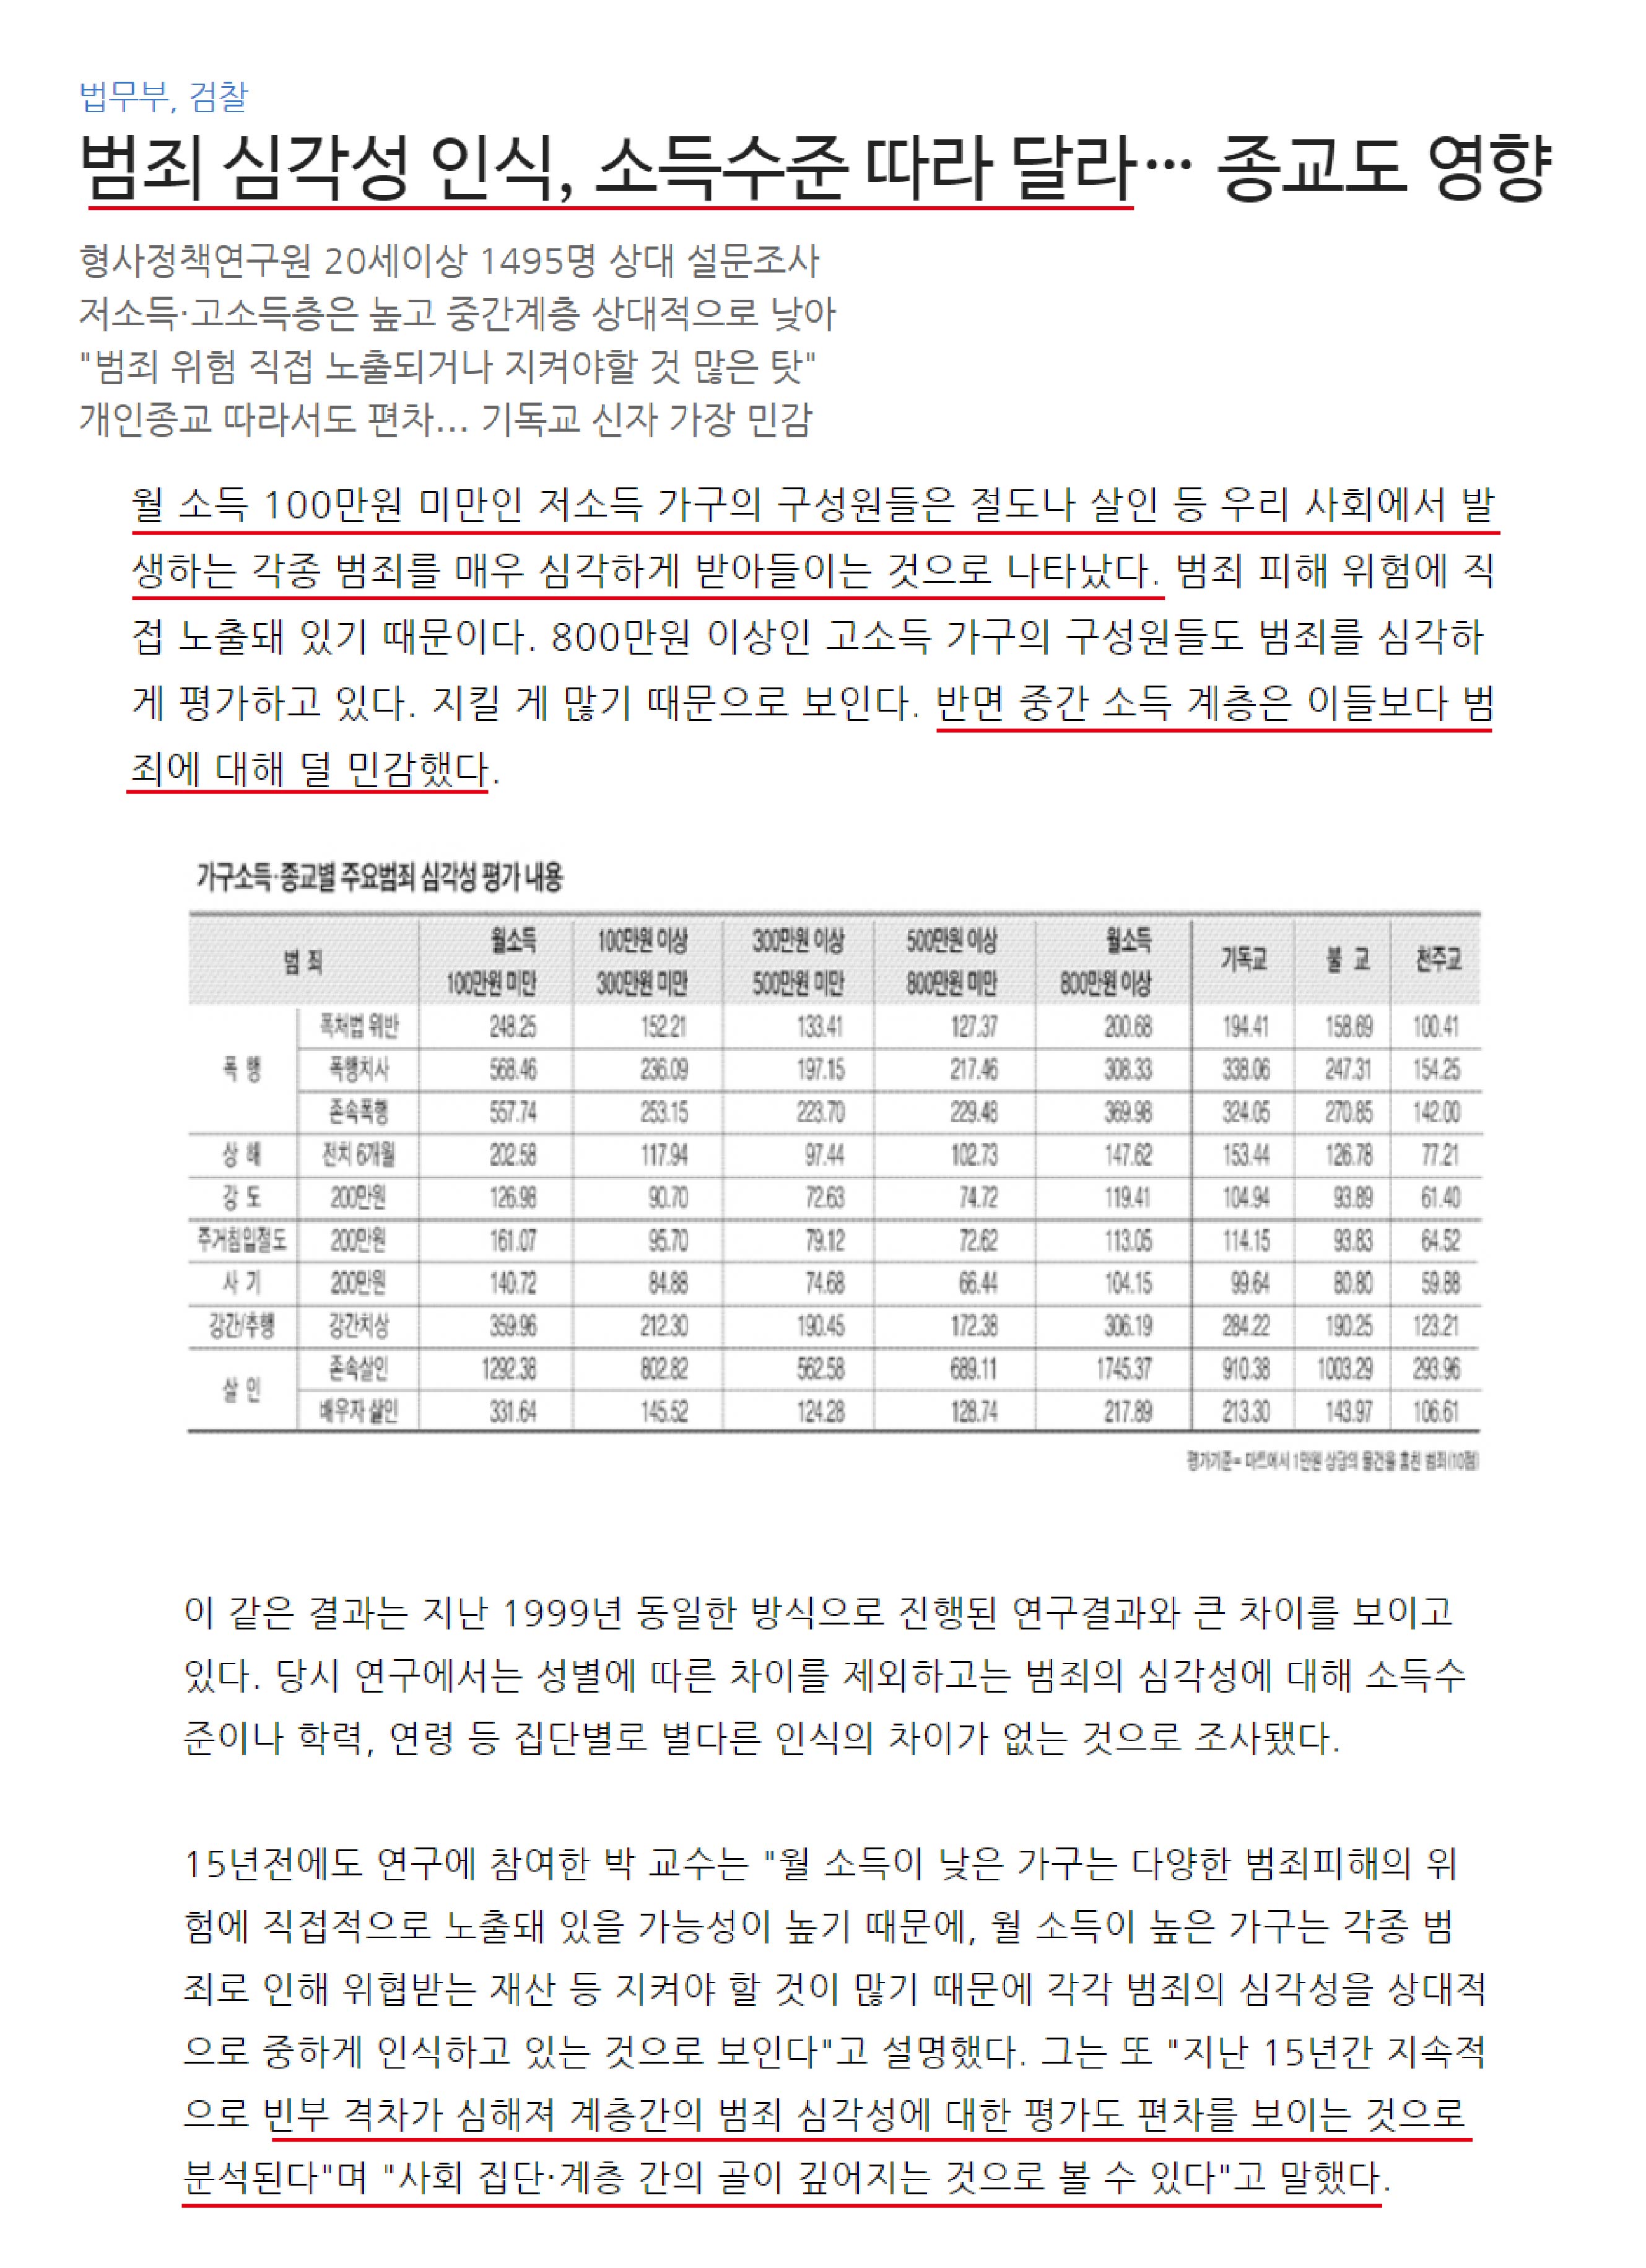 법무부, 검찰
범죄 심각성 인식, 소득수준 따라 달라… 종교도 영향
형사정책연구원 20세이상 1495명 상대 설문조사
저소득·고소득층은 높고 중간계층 상대적으로 낮아
"범죄 위험 직접 노출되거나 지켜야할 것 많은 탓"
개인종교 따라서도 편차... 기독교 신자 가장 민감
월 소득 100만원 미만인 저소득 가구의 구성원들은 절도나 살인 등 우리 사회에서 발
생하는 각종 범죄를 매우 심각하게 받아들이는 것으로 나타났다. 범죄 피해 위험에 직
접 노출돼 있기 때문이다. 800만원 이상인 고소득 가구의 구성원들도 범죄를 심각하
게 평가하고 있다. 지킬 게 많기 때문으로 보인다. 반면 중간 소득 계층은 이들보다 범
죄에 대해 덜 민감했다.
가구소득·종교별 주요범죄 심각성 평가 내용
범 죄 월소득 100만원 미만 100만원 이상 300만원 미만 300만원 이상 500만원 미만 500만원 이상 800만원 미만 월소득 800만원 이상 기독교 불 교 천주교
폭 행 폭처법 위반 248.25 152.21 133.41 127.37 200.68 194.41 158.69 100.41
폭행치사 568.46 236.09 197.15 217.46 308.33 338.06 247.31 154.25
존속폭행 557.74 253.15 223.70 229.48 369.98 324.05 270.85 142.00
상 해 전치 6개월 202.58 117.94 97.44 102.73 147.62 153.44 126.78 77.21
강 도 200만원 126.98 90.70 72.63 74.72 119.41 104.94 93.89 61.40
주거침입절도 200만원 161.07 95.70 79.12 72.62 113.05 114.15 93.83 64.52
사 기 200만원 140.72 84.88 74.68 66.44 104.15 99.64 80.80 59.88
강간/추행 강간치상 359.96 212.30 190.45 172.38 306.19 284.22 190.25 123.21
살 인 존속살인 1292.38 802.82 562.58 689.11 1745.37 910.38 1003.29 293.96
배우자 살인 331.64 145.52 124.28 128.74 217.89 213.30 143.97 106.61
평가기준= 마트에서 1만원 상당의 물건을 훔친 범죄(10점)
이 같은 결과는 지난 1999년 동일한 방식으로 진행된 연구결과와 큰 차이를 보이고
있다. 당시 연구에서는 성별에 따른 차이를 제외하고는 범죄의 심각성에 대해 소득수
준이나 학력, 연령 등 집단별로 별다른 인식의 차이가 없는 것으로 조사됐다.
15년전에도 연구에 참여한 박 교수는 "월 소득이 낮은 가구는 다양한 범죄피해의 위
험에 직접적으로 노출돼 있을 가능성이 높기 때문에, 월 소득이 높은 가구는 각종 범
죄로 인해 위협받는 재산 등 지켜야 할 것이 많기 때문에 각각 범죄의 심각성을 상대적
으로 중하게 인식하고 있는 것으로 보인다"고 설명했다. 그는 또 "지난 15년간 지속적
으로 빈부 격차가 심해져 계층간의 범죄 심각성에 대한 평가도 편차를 보이는 것으로
분석된다"며 "사회 집단·계층 간의 골이 깊어지는 것으로 볼 수 있다"고 말했다.